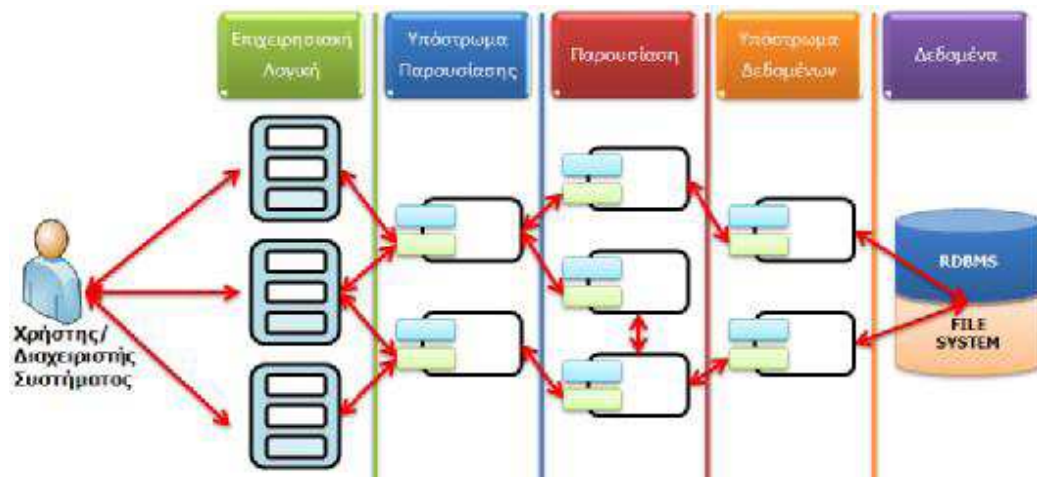 Επιχειρησιακή
Λογική
Υπόστρωμα
Παρουσίασης
Παρουσίαση
Υπόστρωμα
Δεδομένων
Δεδομένα
RDBMS
FILE
SYSTEM
Χρήστης/
Διαχειριστής
Συστήματος